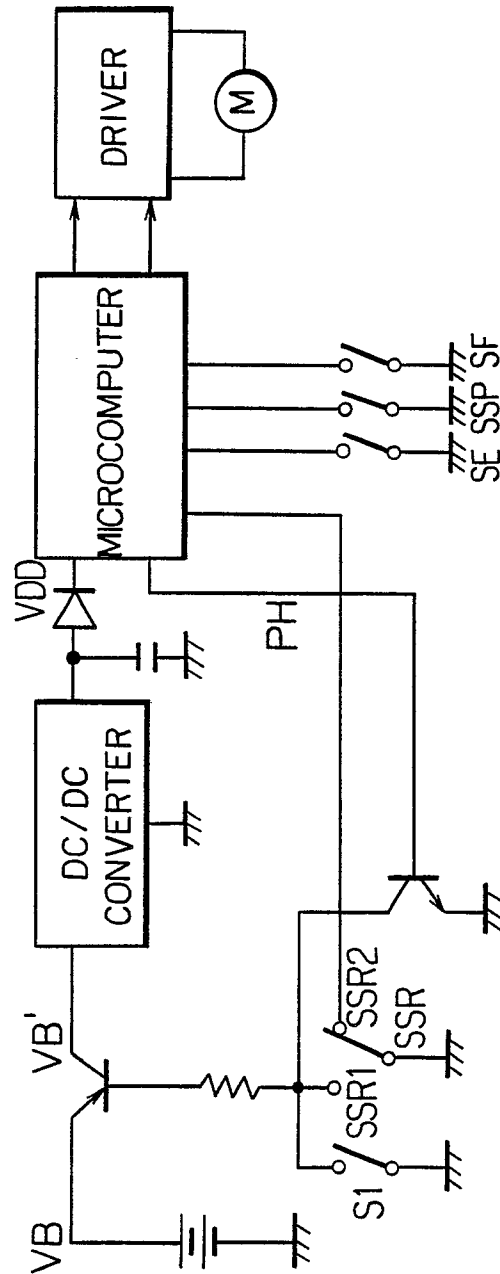 VB
VB'
DC/DC
CONVERTER
VDD
MICROCOMPUTER
DRIVER
M
PH
S1
SSR1
SSR2
SSR
SE
SSP
SF